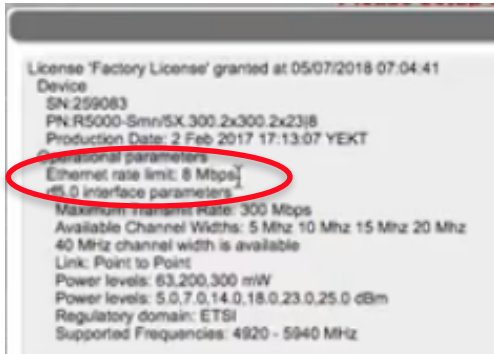 License 'Factory License' granted at 05/07/2018 07:04:41
Device
SN:259083
PN:R5000-Smn/5X.300.2x300.2x23|8
Production Date: 2 Feb 2017 17:13:07 YEKT
Operational parameters
Ethernet rate limit: 8 Mbps
rf5.0 interface parameters
Maximum Transmit Rate: 300 Mbps
Available Channel Widths: 5 Mhz 10 Mhz 15 Mhz 20 Mhz
40 MHz channel width is available
Link: Point to Point
Power levels: 63,200,300 mW
Power levels: 5.0,7.0,14.0,18.0,23.0,25.0 dBm
Regulatory domain: ETSI
Supported Frequencies: 4920 - 5940 MHz